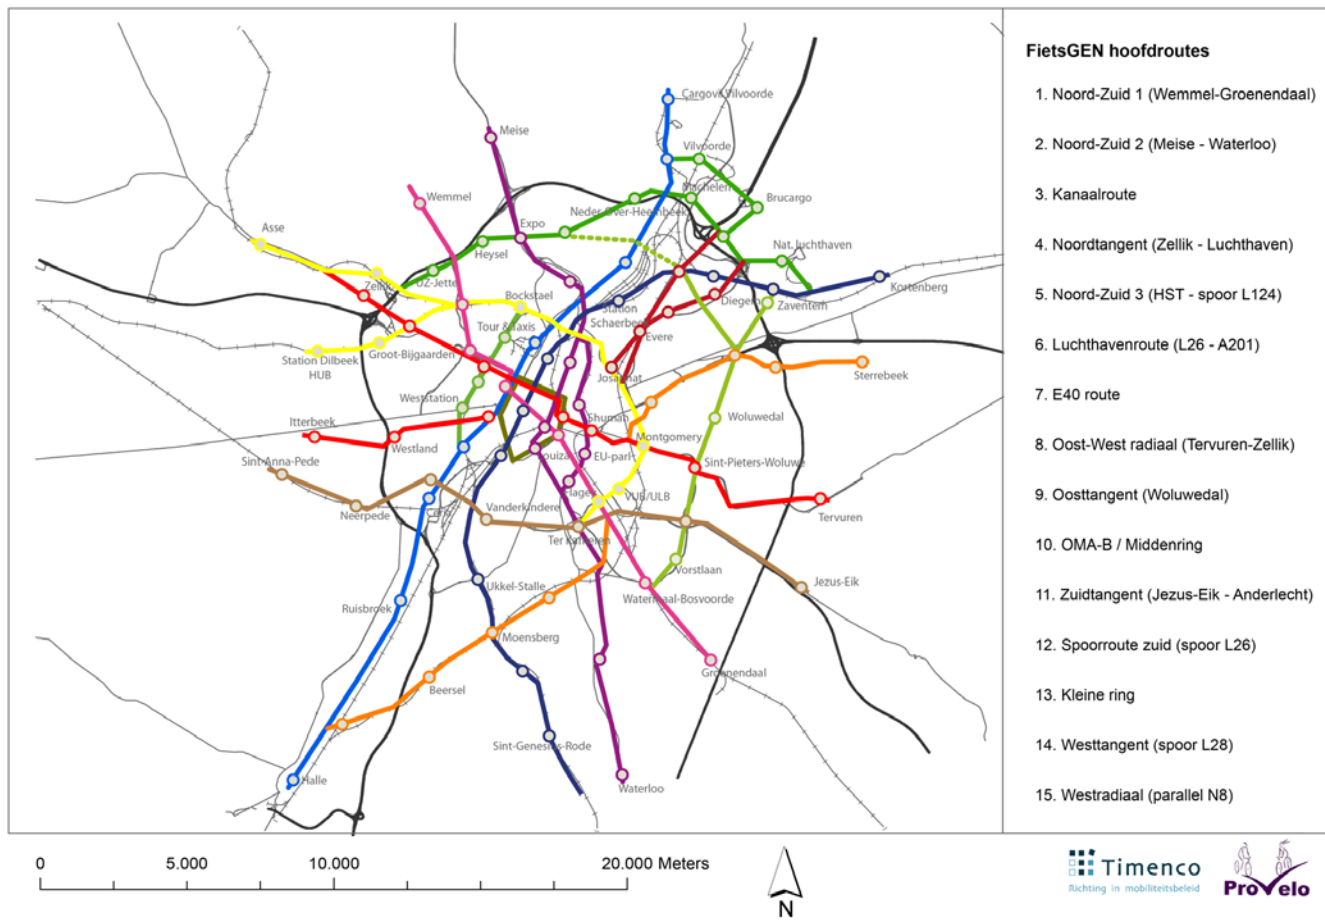 Cargovil Vilvoorde
Meise
Vilvoorde
Wemmel
Machelen
Brucargo
Neder-Over-Heembeek
Expo
Asse
Heysel
Nat. luchthaven
UZ-Jette
Zellik
Kortenberg
Bockstael
Diegem
Zaventem
Station
Schaerbeek
Tour & Taxis
Evere
Groot-Bijgaarden
Station Dilbeek
HUB
Sterrebeek
Josaphat
Weststation
Itterbeek
Shuman
Woluwedal
Westland
Montgomery
Louiza
EU-parl.
Sint-Pieters-Woluwe
Sint-Anna-Pede
Flagey
VUB/ULB
Neerpede
Vanderkindere
Tervuren
Ter Kameren
Vorstlaan
Ukkel-Stalle
Watermaal-Bosvoorde
Jezus-Eik
Ruisbroek
Moensberg
Groenendaal
Beersel
Sint-Genesius-Rode
Halle
Waterloo
FietsGEN hoofdroutes
1. Noord-Zuid 1 (Wemmel-Groenendaal)
2. Noord-Zuid 2 (Meise - Waterloo)
3. Kanaalroute
4. Noordtangent (Zellik - Luchthaven)
5. Noord-Zuid 3 (HST - spoor L124)
6. Luchthavenroute (L26 - A201)
7. E40 route
8. Oost-West radiaal (Tervuren-Zellik)
9. Oosttangent (Woluwedal)
10. OMA-B / Middenring
11. Zuidtangent (Jezus-Eik - Anderlecht)
12. Spoorroute zuid (spoor L26)
13. Kleine ring
14. Westtangent (spoor L28)
15. Westradiaal (parallel N8)
0 5.000 10.000 20.000 Meters
N
Timenco
Richting in mobiliteitsbeleid
ProVelo